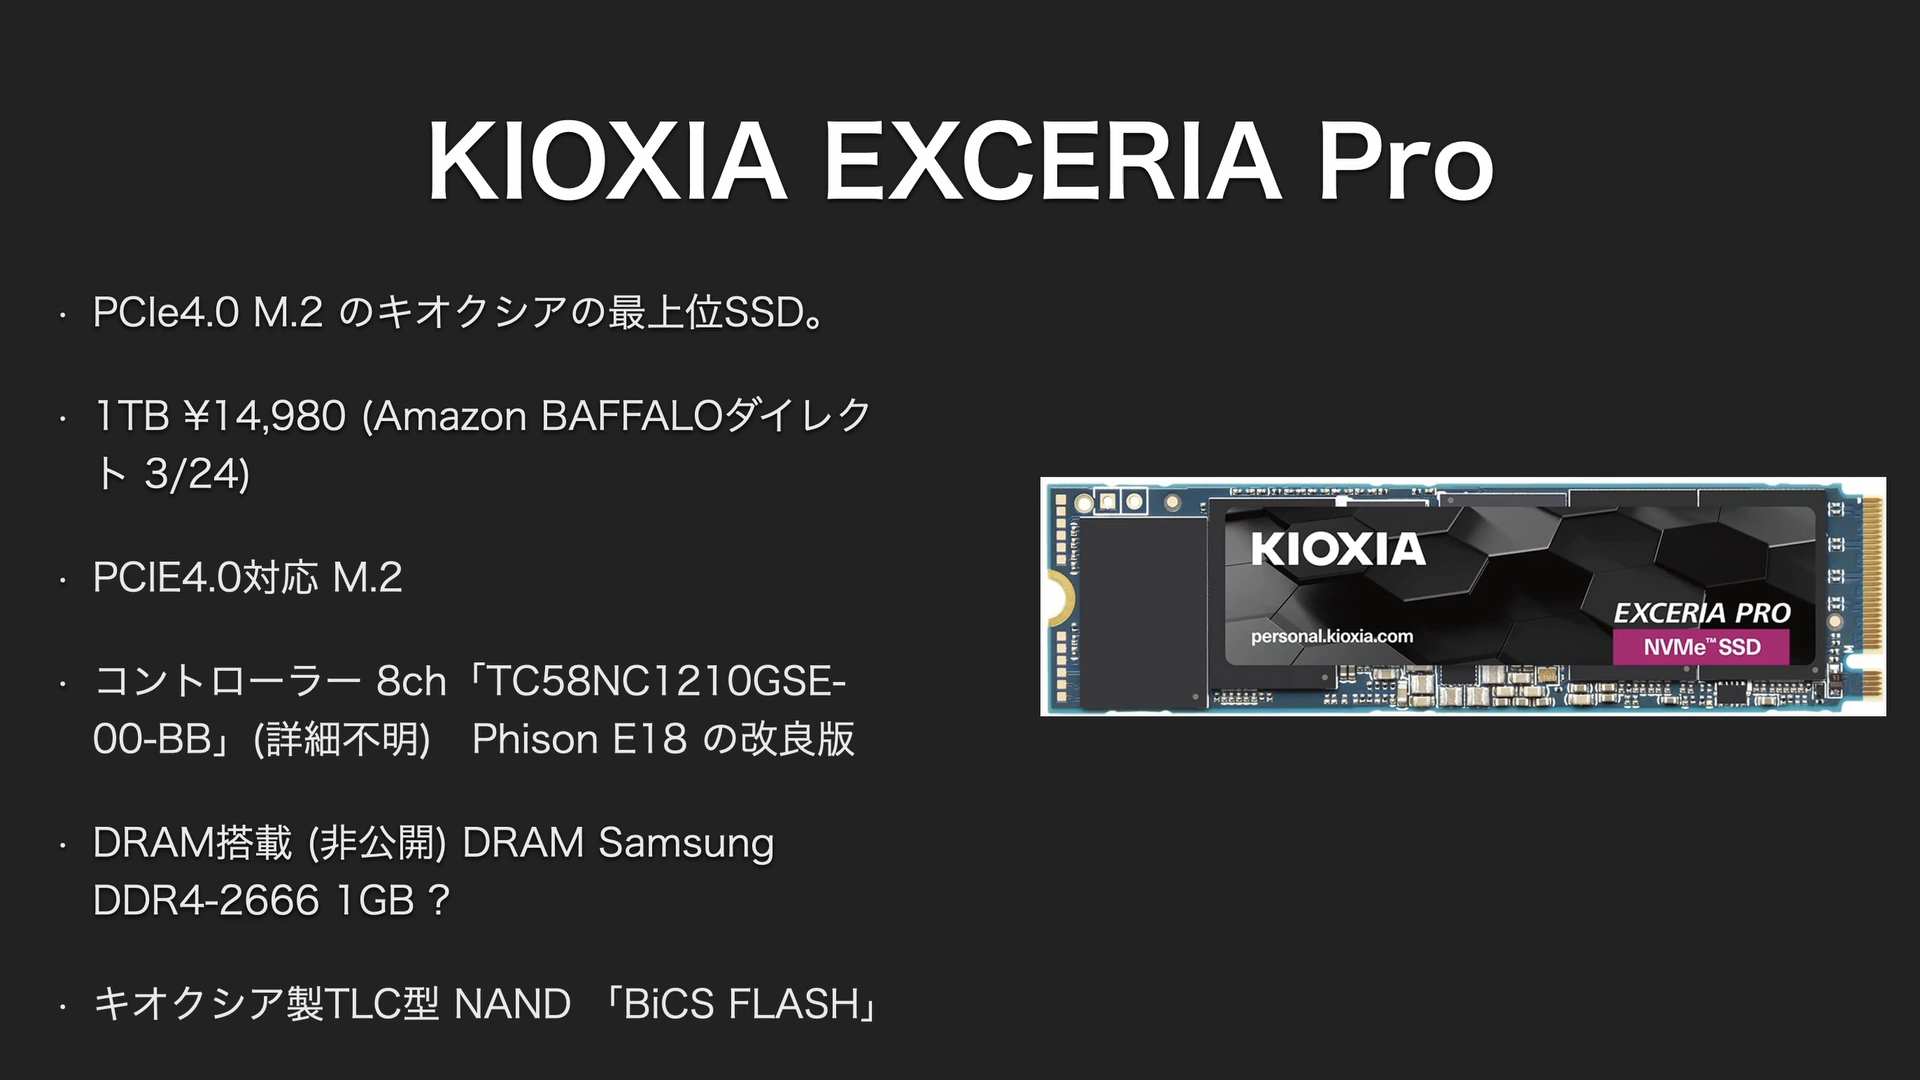 KIOXIA EXCERIA Pro
・ PCIe4.0 M.2 のキオクシアの最上位SSD。
・ 1TB ¥14,980 (Amazon BAFFALOダイレク
ト 3/24)
・ PCIE4.0対応 M.2
・ コントローラー 8ch「TC58NC1210GSE-
00-BB」(詳細不明)　Phison E18 の改良版
・ DRAM搭載 (非公開) DRAM Samsung
DDR4-2666 1GB ?
・ キオクシア製TLC型 NAND 「BiCS FLASH」
KIOXIA
EXCERIA PRO
personal.kioxia.com
NVMe™ SSD